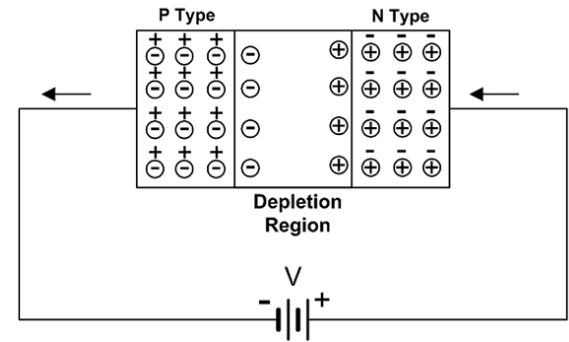 P Type
N Type
Depletion
Region
V
- +